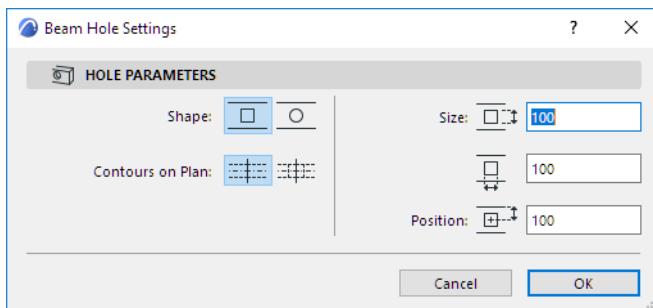 Beam Hole Settings
HOLE PARAMETERS
Shape:
Size: 100
Contours on Plan:
100
Position: 100
Cancel OK